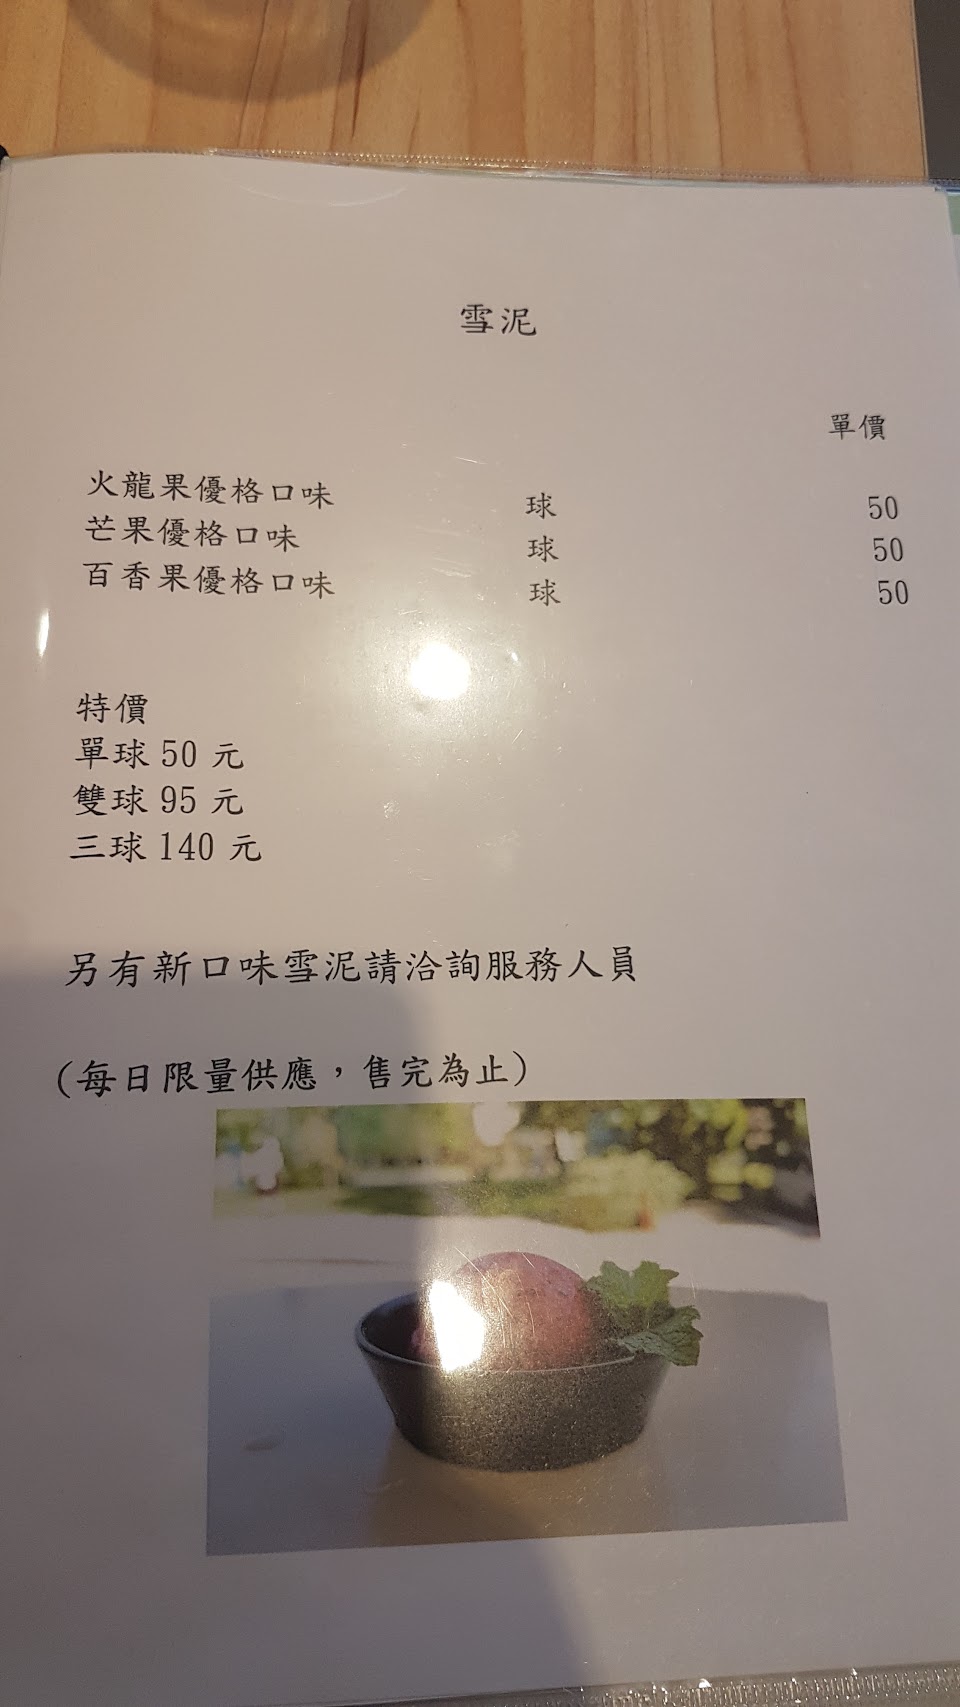 雪泥
單價
火龍果優格口味 球 50
芒果優格口味 球 50
百香果優格口味 球 50
特價
單球 50 元
雙球 95 元
三球 140 元
另有新口味雪泥請洽詢服務人員
(每日限量供應，售完為止)